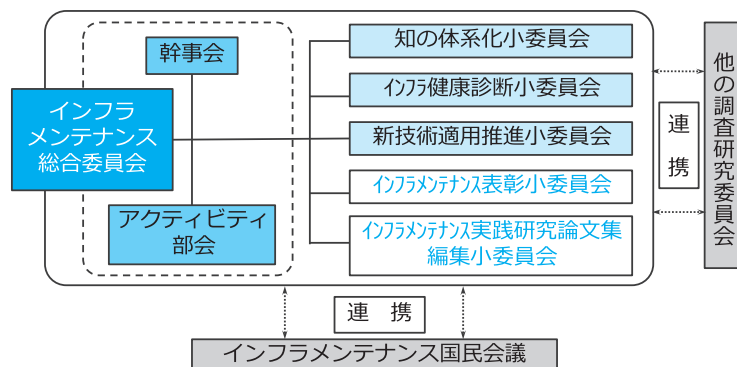 幹事会
インフラ
メンテナンス
総合委員会
アクティビティ
部会
知の体系化小委員会
インフラ健康診断小委員会
新技術適用推進小委員会
インフラメンテナンス表彰小委員会
インフラメンテナンス実践研究論文集
編集小委員会
連携
他の調査研究委員会
連　携
インフラメンテナンス国民会議